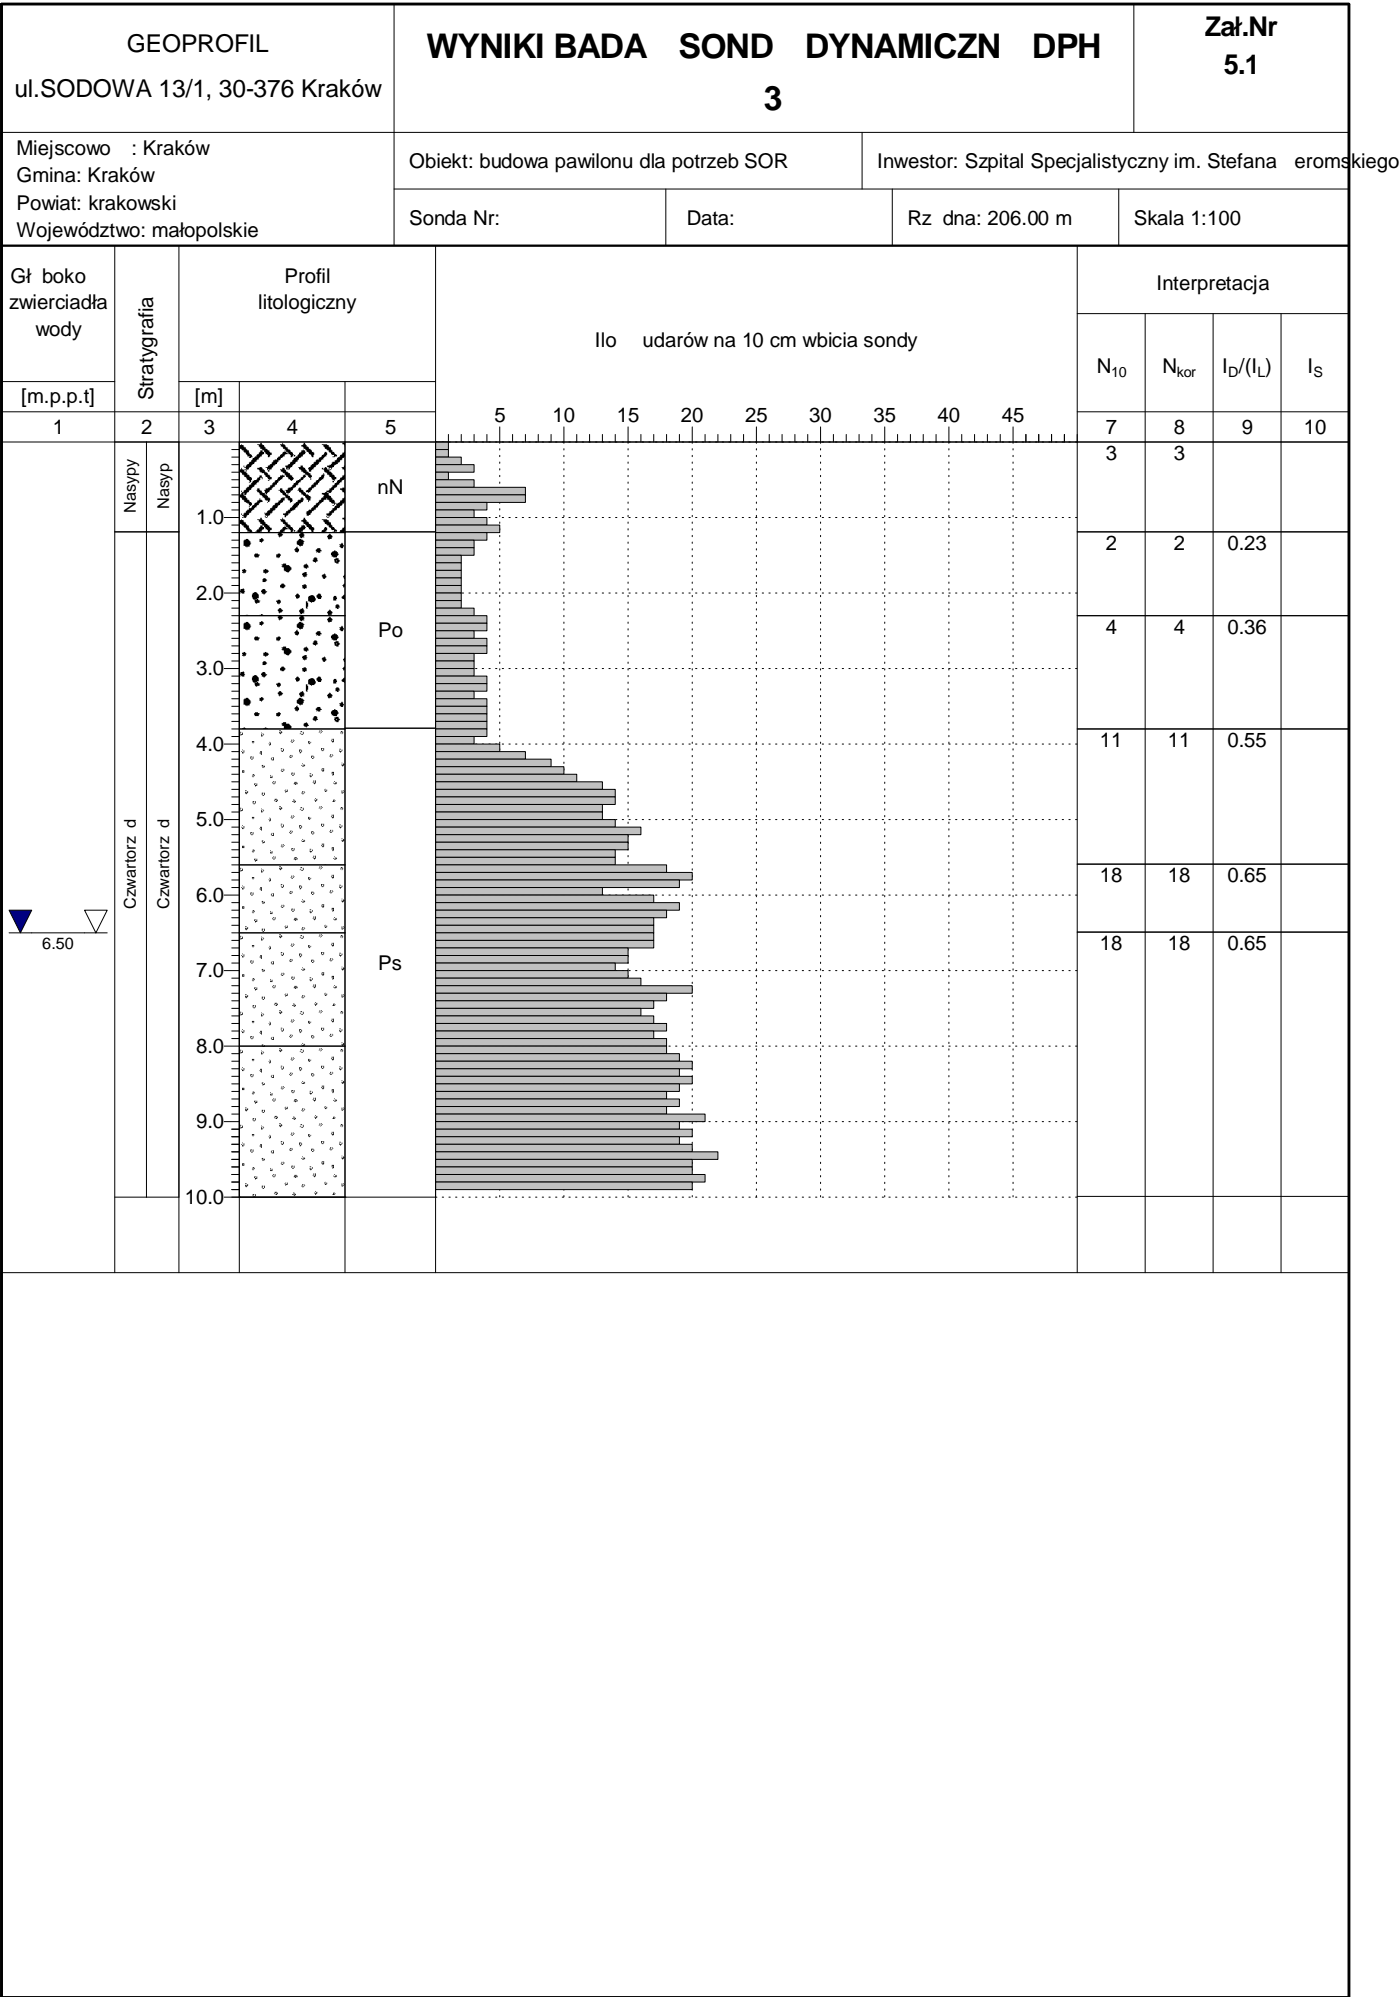 GEOPROFIL
ul.SODOWA 13/1, 30-376 Kraków
WYNIKI BADA SOND DYNAMICZN DPH
3
Zał.Nr
5.1
Miejscowo : Kraków
Gmina: Kraków
Powiat: krakowski
Województwo: małopolskie
Obiekt: budowa pawilonu dla potrzeb SOR
Inwestor: Szpital Specjalistyczny im. Stefana eromskiego
Sonda Nr:
Data:
Rz dna: 206.00 m
Skala 1:100
Gł boko
zwierciadła
wody
[m.p.p.t]
Stratygrafia
Profil
litologiczny
[m]
Ilo udarów na 10 cm wbicia sondy
Interpretacja
N10
Nkor
ID/(IL)
IS
5 10 15 20 25 30 35 40 45
1 2 3 4 5 7 8 9 10
Nasypy
Nasyp
nN
3 3
1.0
2 2 0.23
2.0
Po
4 4 0.36
3.0
4.0
11 11 0.55
5.0
Czwartorz d
Czwartorz d
18 18 0.65
6.0
6.50
18 18 0.65
Ps
7.0
8.0
9.0
10.0